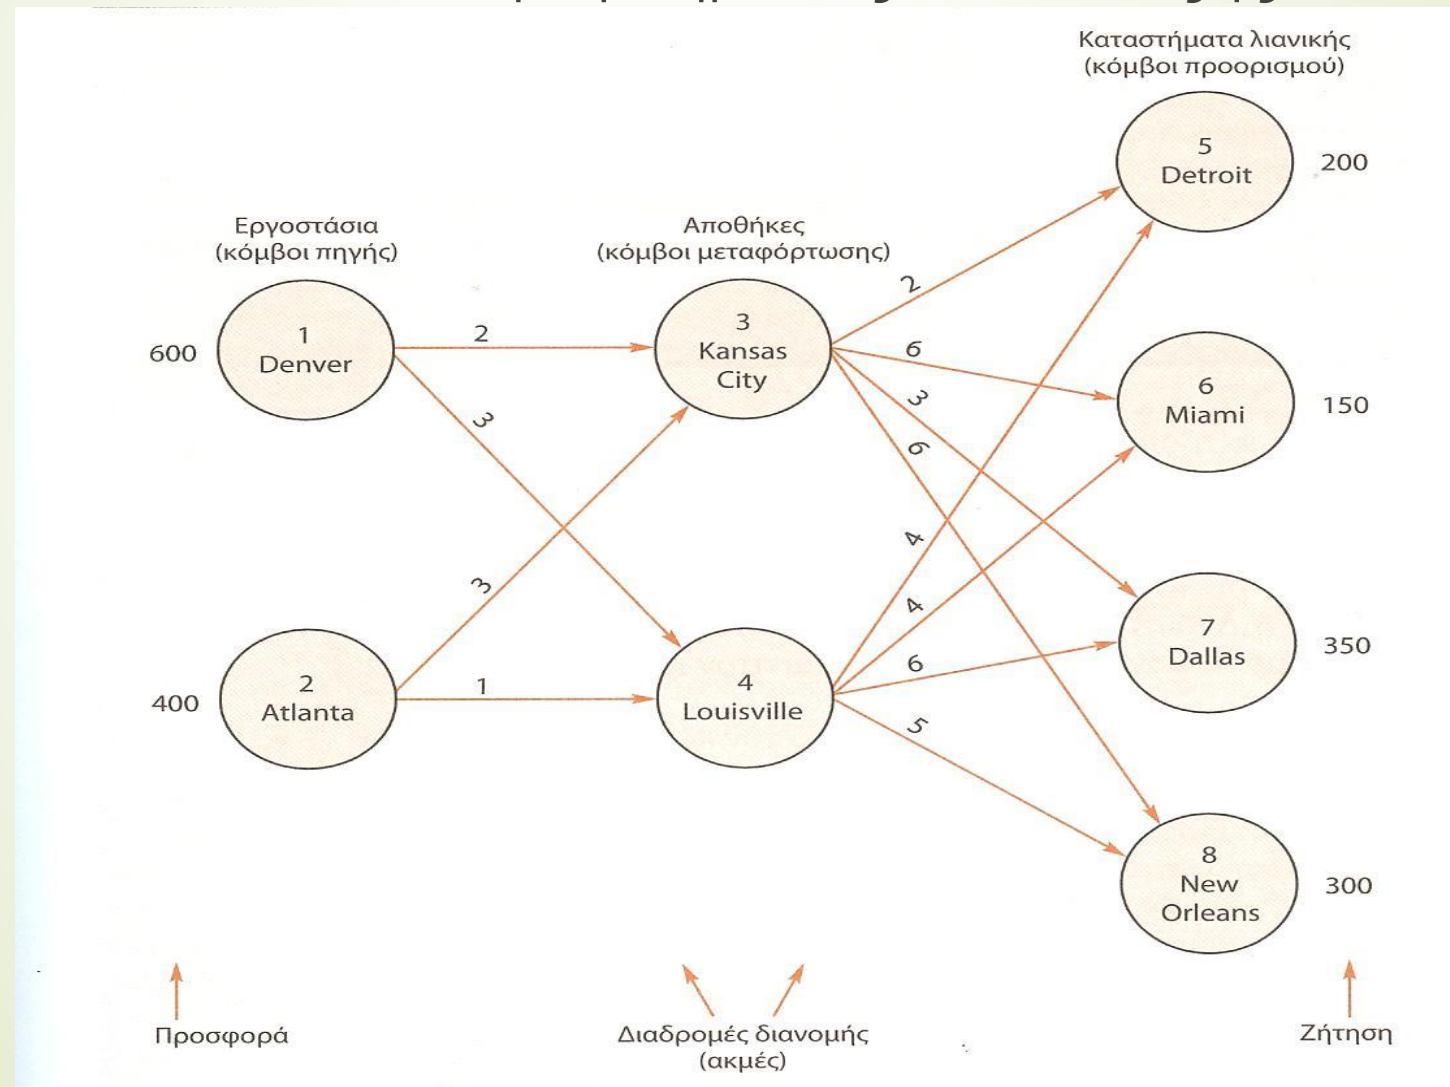 Καταστήματα λιανικής
(κόμβοι προορισμού)
5
Detroit
200
Εργοστάσια
(κόμβοι πηγής)
Αποθήκες
(κόμβοι μεταφόρτωσης)
2
1
Denver
600
2
3
Kansas
City
6
3
6
6
Miami
150
3
3
4
4
7
Dallas
350
6
2
Atlanta
400
1
4
Louisville
5
8
New
Orleans
300
Προσφορά
Διαδρομές διανομής
(ακμές)
Ζήτηση